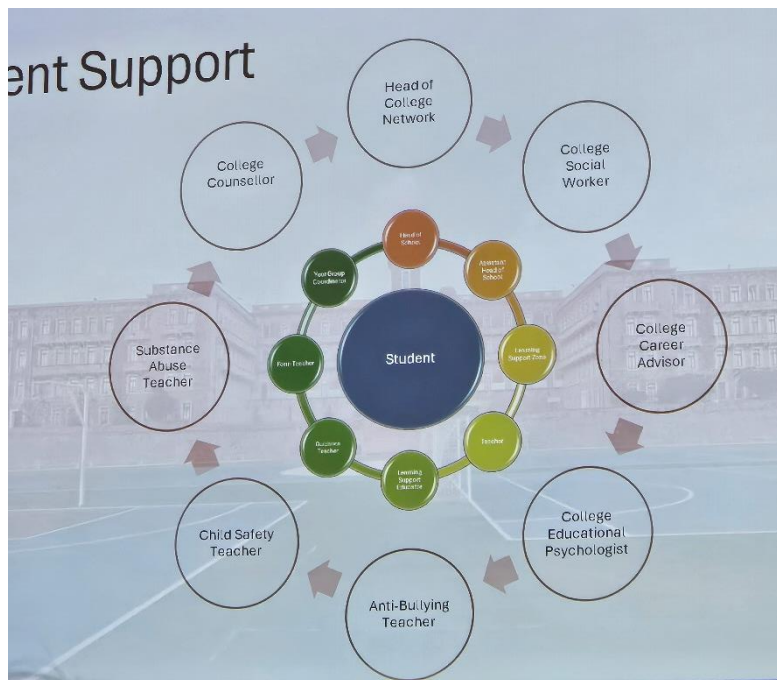 ent Support
Head of
College
Network
College
Social
Worker
College
Career
Advisor
College
Educational
Psychologist
Anti-Bullying
Teacher
Child Safety
Teacher
Substance
Abuse
Teacher
College
Counsellor
Head of
School
Assistant
Head of
School
Learning
Support Zone
Teacher
Learning
Support
Educator
Guidance
Teacher
Form Teacher
Year Group
Coordinator
Student